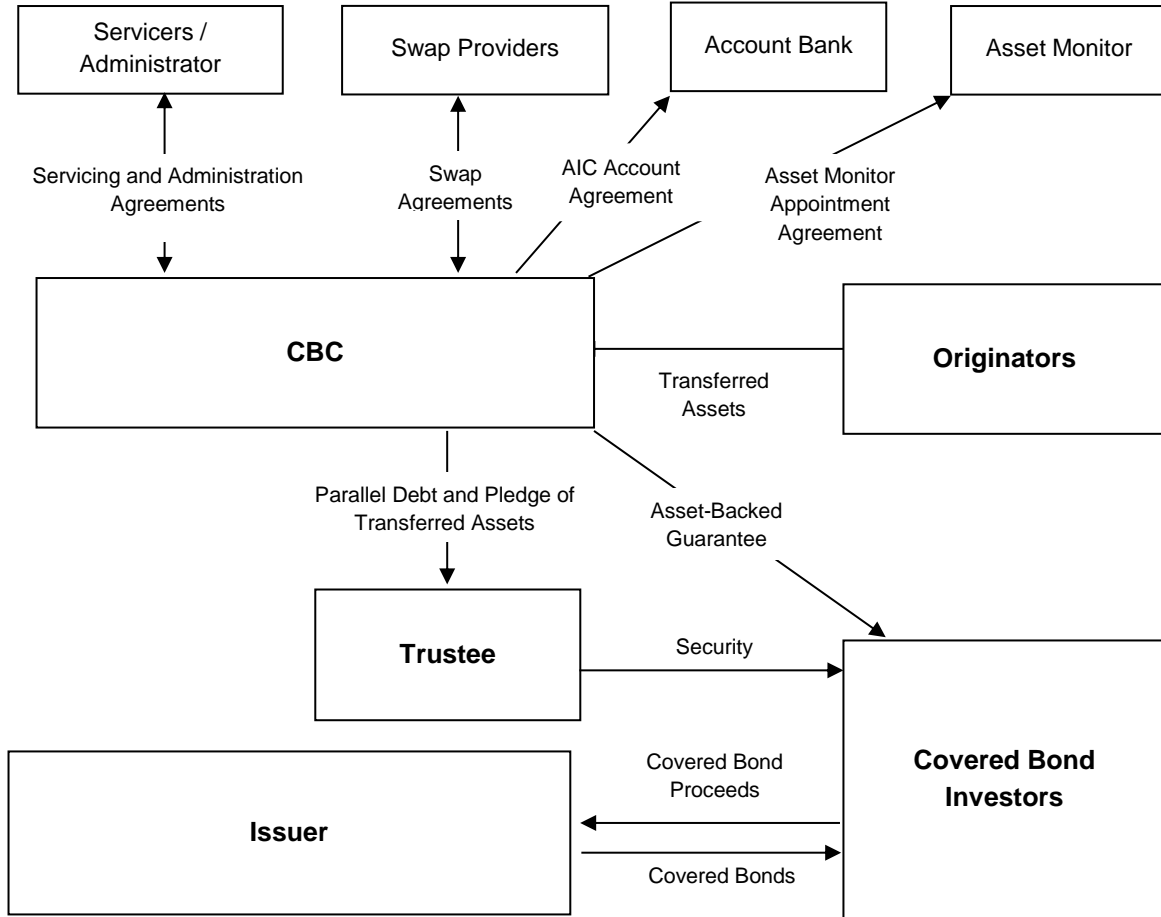 Servicers /
Administrator
Swap Providers
Account Bank
Asset Monitor
Servicing and Administration
Agreements
Swap
Agreements
AIC Account
Agreement
Asset Monitor
Appointment
Agreement
CBC
Originators
Transferred
Assets
Parallel Debt and Pledge of
Transferred Assets
Asset-Backed
Guarantee
Trustee
Security
Covered Bond
Investors
Covered Bond
Proceeds
Issuer
Covered Bonds